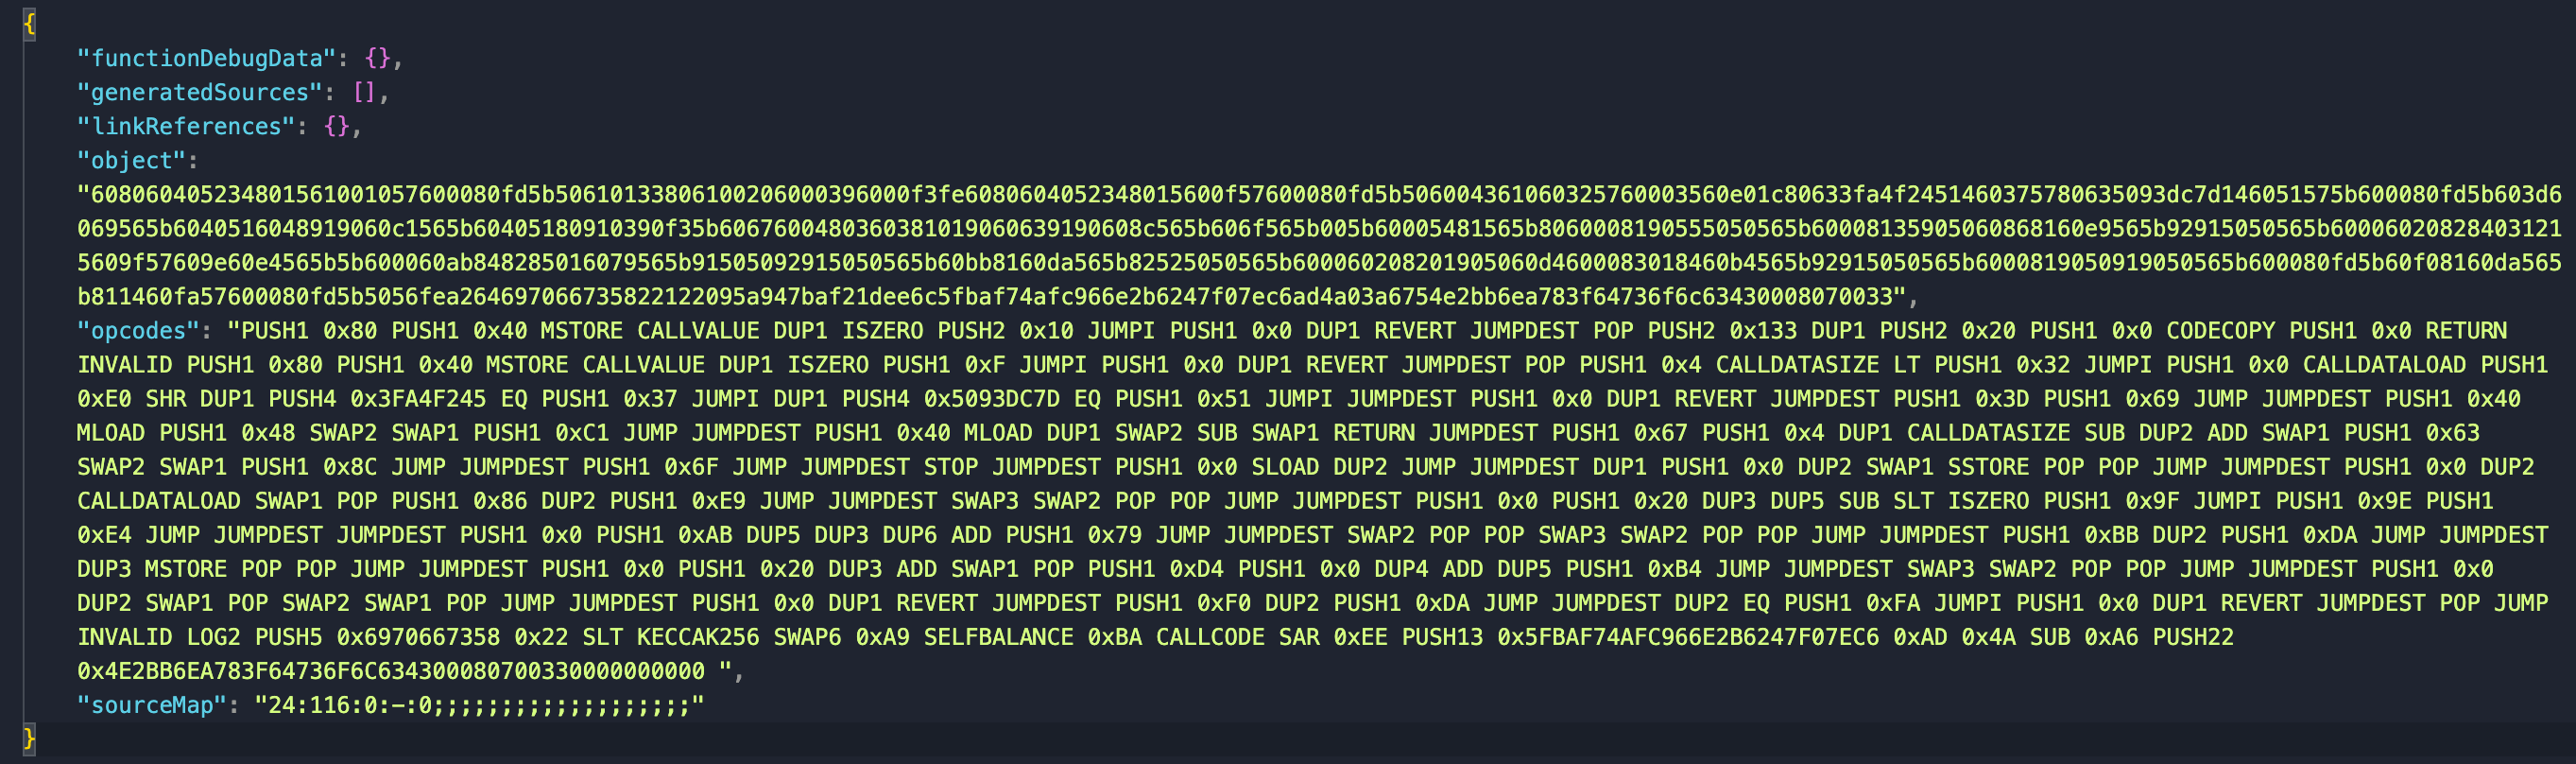 {
"functionDebugData": {},
"generatedSources": [],
"linkReferences": {},
"object":
"608060405234801561001057600080fd5b50610133806100206000396000f3fe6080604052348015600f57600080fd5b506004361060325760003560e01c80633fa4f2451460375780635093dc7d146051575b600080fd5b603d6
069565b6040516048919060c1565b60405180910390f35b60676004803603810190606391906​08c565b606f565b005b60005481565b8060008190555050565b600081359050608681​60e9565b92915050565b60006020828403121
5609f57609e60e4565b5b600060ab848285016079565b91505092915050565b60bb8160da565b82525050565b600060208201905060d4600083018460b4565b92915050565b6000819050919050565b600080fd5b60f08160da565
b811460fa57600080fd5b5056fea264697066735822122095a947baf21dee6c5fbaf74afc966e2b6247f07ec6ad4a03a6754e2bb6ea783f64736f6c63430008070033",
"opcodes": "PUSH1 0x80 PUSH1 0x40 MSTORE CALLVALUE DUP1 ISZERO PUSH2 0x10 JUMPI PUSH1 0x0 DUP1 REVERT JUMPDEST POP PUSH2 0x133 DUP1 PUSH2 0x20 PUSH1 0x0 CODECOPY PUSH1 0x0 RETURN
INVALID PUSH1 0x80 PUSH1 0x40 MSTORE CALLVALUE DUP1 ISZERO PUSH1 0xF JUMPI PUSH1 0x0 DUP1 REVERT JUMPDEST POP PUSH1 0x4 CALLDATASIZE LT PUSH1 0x32 JUMPI PUSH1 0x0 CALLDATALOAD PUSH1
0xE0 SHR DUP1 PUSH4 0x3FA4F245 EQ PUSH1 0x37 JUMPI DUP1 PUSH4 0x5093DC7D EQ PUSH1 0x51 JUMPI JUMPDEST PUSH1 0x0 DUP1 REVERT JUMPDEST PUSH1 0x3D PUSH1 0x69 JUMP JUMPDEST PUSH1 0x40
MLOAD PUSH1 0x48 SWAP2 SWAP1 PUSH1 0xC1 JUMP JUMPDEST PUSH1 0x40 MLOAD DUP1 SWAP2 SUB SWAP1 RETURN JUMPDEST PUSH1 0x67 PUSH1 0x4 DUP1 CALLDATASIZE SUB DUP2 ADD SWAP1 PUSH1 0x63
SWAP2 SWAP1 PUSH1 0x8C JUMP JUMPDEST PUSH1 0x6F JUMP JUMPDEST STOP JUMPDEST PUSH1 0x0 SLOAD DUP2 JUMP JUMPDEST DUP1 PUSH1 0x0 DUP2 SWAP1 SSTORE POP POP JUMP JUMPDEST PUSH1 0x0 DUP2
CALLDATALOAD SWAP1 POP PUSH1 0x86 DUP2 PUSH1 0xE9 JUMP JUMPDEST SWAP3 SWAP2 POP POP JUMP JUMPDEST PUSH1 0x0 PUSH1 0x20 DUP3 DUP5 SUB SLT ISZERO PUSH1 0x9F JUMPI PUSH1 0x9E PUSH1
0xE4 JUMP JUMPDEST JUMPDEST PUSH1 0x0 PUSH1 0xAB DUP5 DUP3 DUP6 ADD PUSH1 0x79 JUMP JUMPDEST SWAP2 POP POP SWAP3 SWAP2 POP POP JUMP JUMPDEST PUSH1 0xBB DUP2 PUSH1 0xDA JUMP JUMPDEST
DUP3 MSTORE POP POP JUMP JUMPDEST PUSH1 0x0 PUSH1 0x20 DUP3 ADD SWAP1 POP PUSH1 0xD4 PUSH1 0x0 DUP4 ADD DUP5 PUSH1 0xB4 JUMP JUMPDEST SWAP3 SWAP2 POP POP JUMP JUMPDEST PUSH1 0x0
DUP2 SWAP1 POP SWAP2 SWAP1 POP JUMP JUMPDEST PUSH1 0x0 DUP1 REVERT JUMPDEST PUSH1 0xF0 DUP2 PUSH1 0xDA JUMP JUMPDEST DUP2 EQ PUSH1 0xFA JUMPI PUSH1 0x0 DUP1 REVERT JUMPDEST POP JUMP
INVALID LOG2 PUSH5 0x6970667358 0x22 SLT KECCAK256 SWAP6 0xA9 SELFBALANCE 0xBA CALLCODE SAR 0xEE PUSH13 0x5FBAF74AFC966E2B6247F07EC6 0xAD 0x4A SUB 0xA6 PUSH22
0x4E2BB6EA783F64736F6C634300080700330000000000 ",
"sourceMap": "24:116:0:-:0;;;;;;;;;;;;;;;;;;;"
}